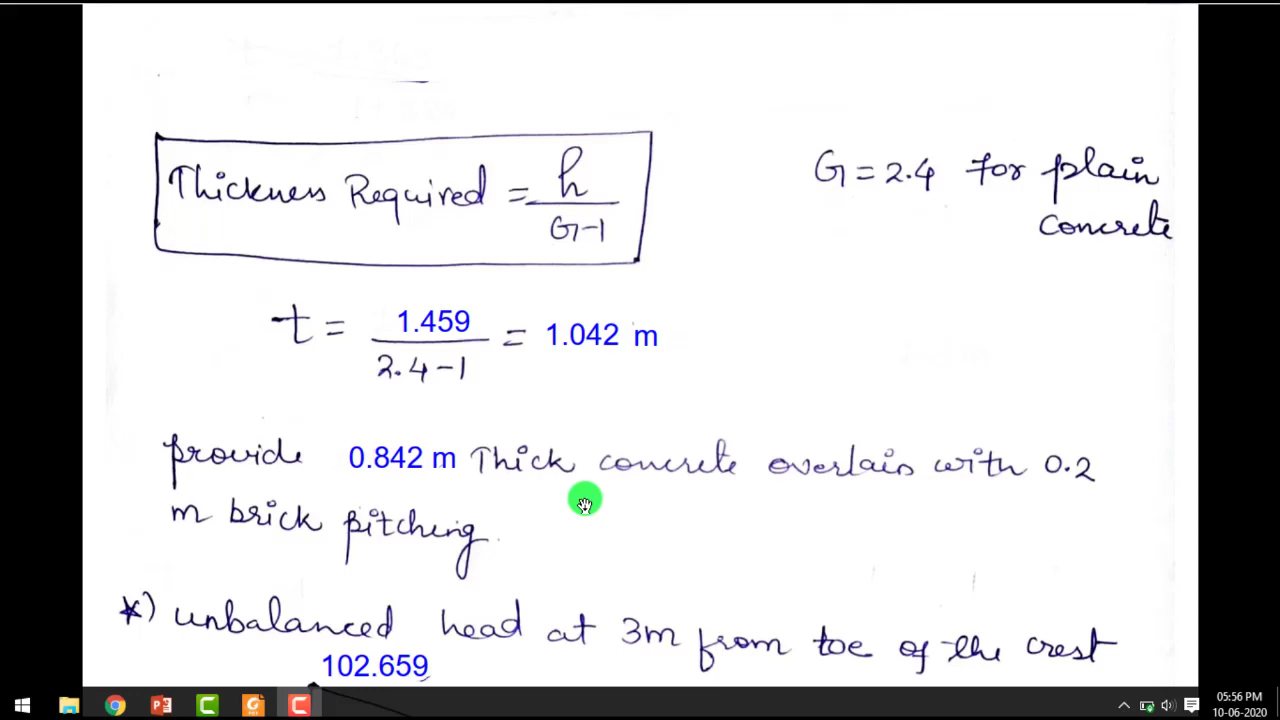 Thickness Required = h / G-1
G = 2.4 for plain
concrete
t = 1.459 / 2.4-1 = 1.042 m
provide 0.842 m Thick concrete overlain with 0.2
m brick pitching.
*) unbalanced head at 3m from toe of the crest
102.659
05:56 PM
10-06-2020